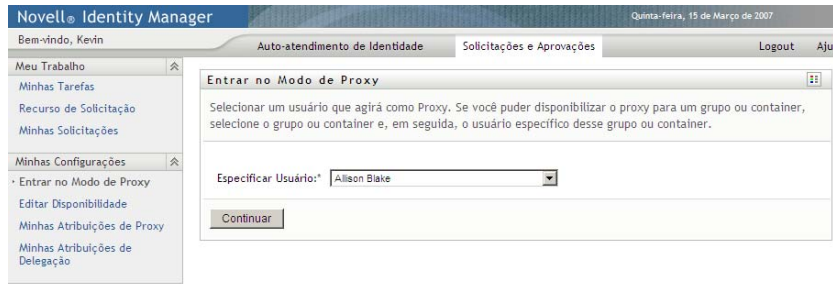 Novell® Identity Manager
Quinta-feira, 15 de Março de 2007
Bem-vindo, Kevin
Auto-atendimento de Identidade
Solicitações e Aprovações
Logout
Aju
Meu Trabalho
Minhas Tarefas
Recurso de Solicitação
Minhas Solicitações
Minhas Configurações
Entrar no Modo de Proxy
Editar Disponibilidade
Minhas Atribuições de Proxy
Minhas Atribuições de
Delegação
Entrar no Modo de Proxy
Selecionar um usuário que agirá como Proxy. Se você puder disponibilizar o proxy para um grupo ou container,
selecione o grupo ou container e, em seguida, o usuário específico desse grupo ou container.
Especificar Usuário:* Allison Blake
Continuar